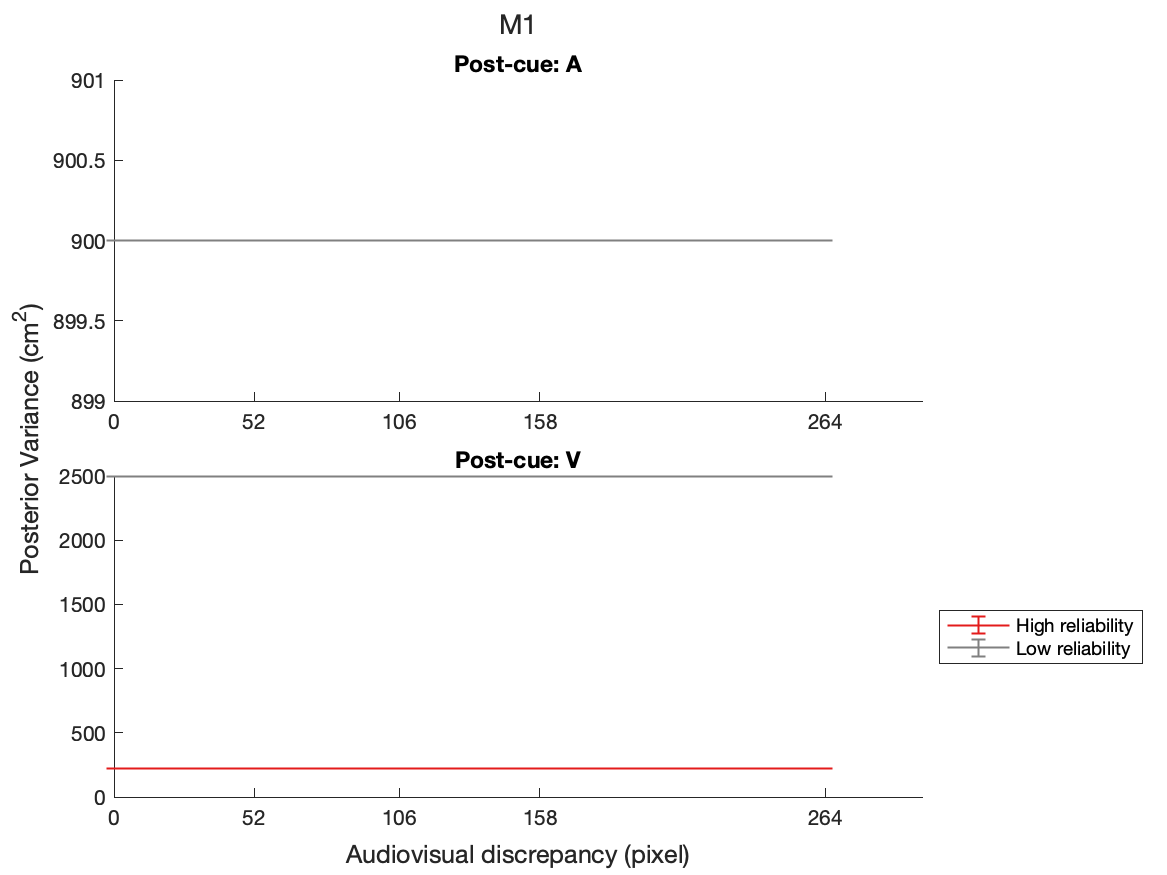 M1
Post-cue: A
901
900.5
900
899.5
899
0 52 106 158 264
Posterior Variance (cm²)
Post-cue: V
2500
2000
1500
1000
500
0
0 52 106 158 264
Audiovisual discrepancy (pixel)
High reliability
Low reliability